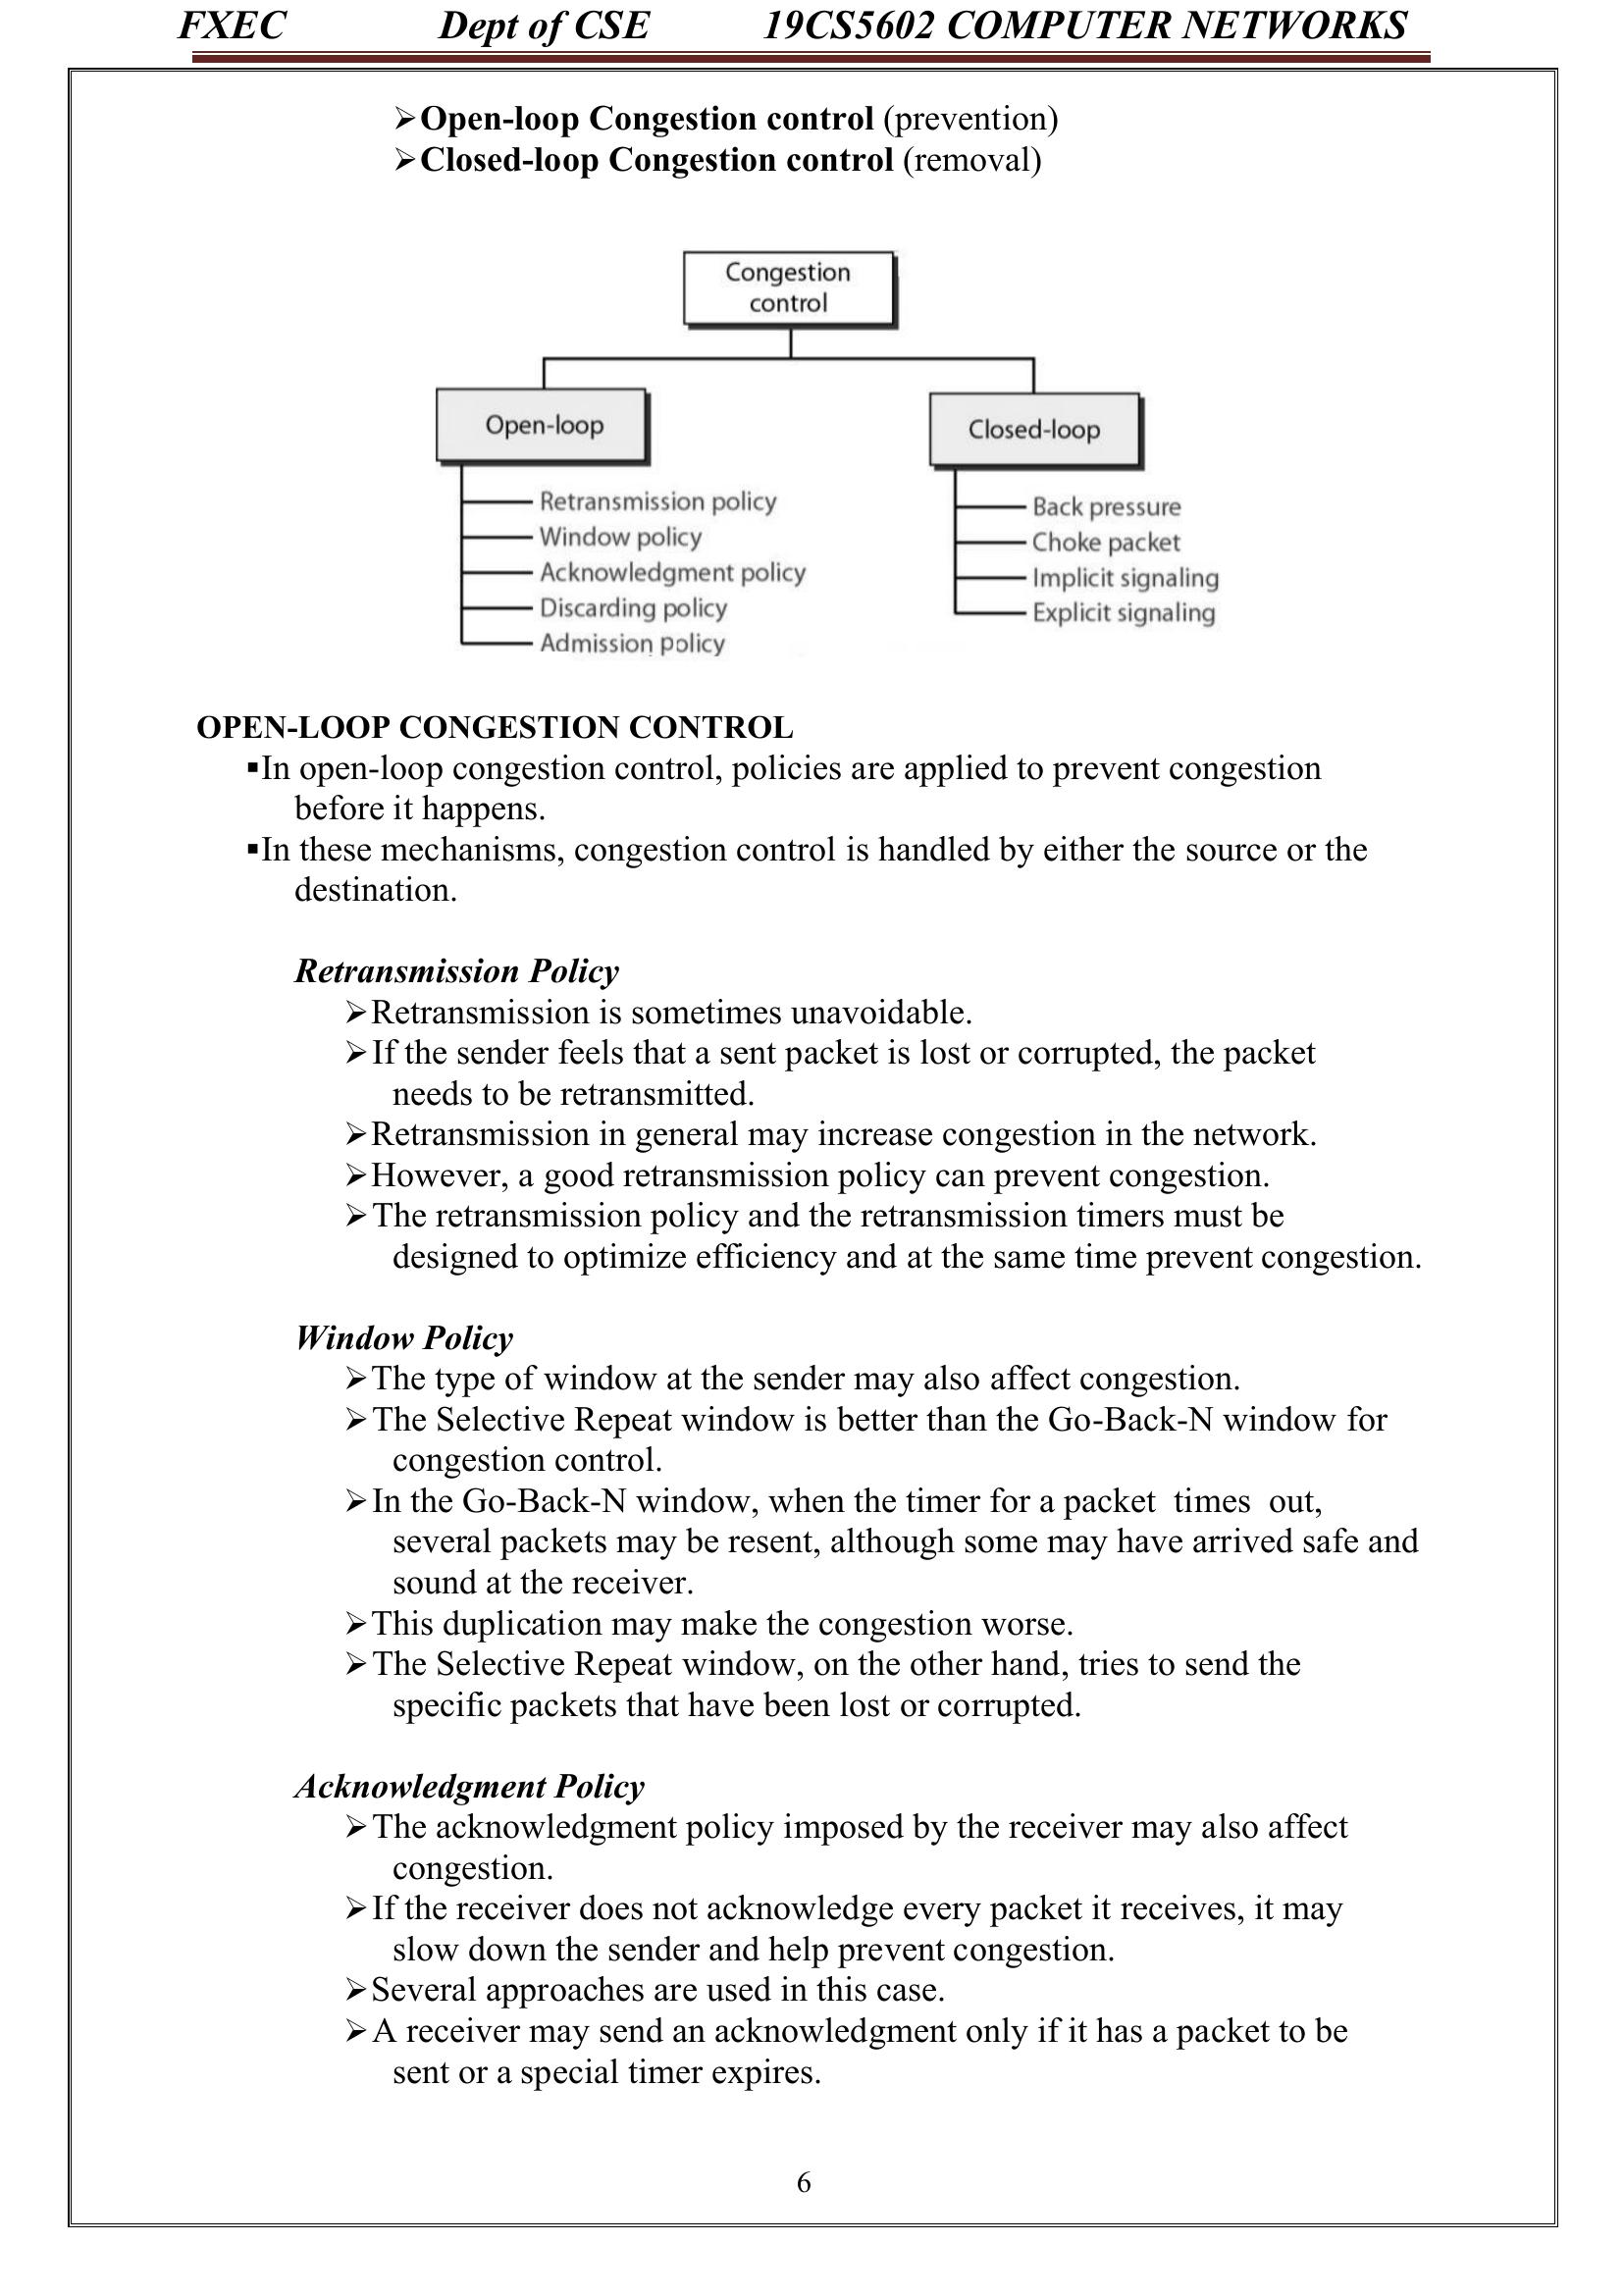 FXEC Dept of CSE 19CS5602 COMPUTER NETWORKS
➢Open-loop Congestion control (prevention)
➢Closed-loop Congestion control (removal)
Congestion
control
Open-loop
Retransmission policy
Window policy
Acknowledgment policy
Discarding policy
Admission policy
Closed-loop
Back pressure
Choke packet
Implicit signaling
Explicit signaling
OPEN-LOOP CONGESTION CONTROL
▪In open-loop congestion control, policies are applied to prevent congestion
before it happens.
▪In these mechanisms, congestion control is handled by either the source or the
destination.
Retransmission Policy
➢Retransmission is sometimes unavoidable.
➢If the sender feels that a sent packet is lost or corrupted, the packet
needs to be retransmitted.
➢Retransmission in general may increase congestion in the network.
➢However, a good retransmission policy can prevent congestion.
➢The retransmission policy and the retransmission timers must be
designed to optimize efficiency and at the same time prevent congestion.
Window Policy
➢The type of window at the sender may also affect congestion.
➢The Selective Repeat window is better than the Go-Back-N window for
congestion control.
➢In the Go-Back-N window, when the timer for a packet times out,
several packets may be resent, although some may have arrived safe and
sound at the receiver.
➢This duplication may make the congestion worse.
➢The Selective Repeat window, on the other hand, tries to send the
specific packets that have been lost or corrupted.
Acknowledgment Policy
➢The acknowledgment policy imposed by the receiver may also affect
congestion.
➢If the receiver does not acknowledge every packet it receives, it may
slow down the sender and help prevent congestion.
➢Several approaches are used in this case.
➢A receiver may send an acknowledgment only if it has a packet to be
sent or a special timer expires.
6